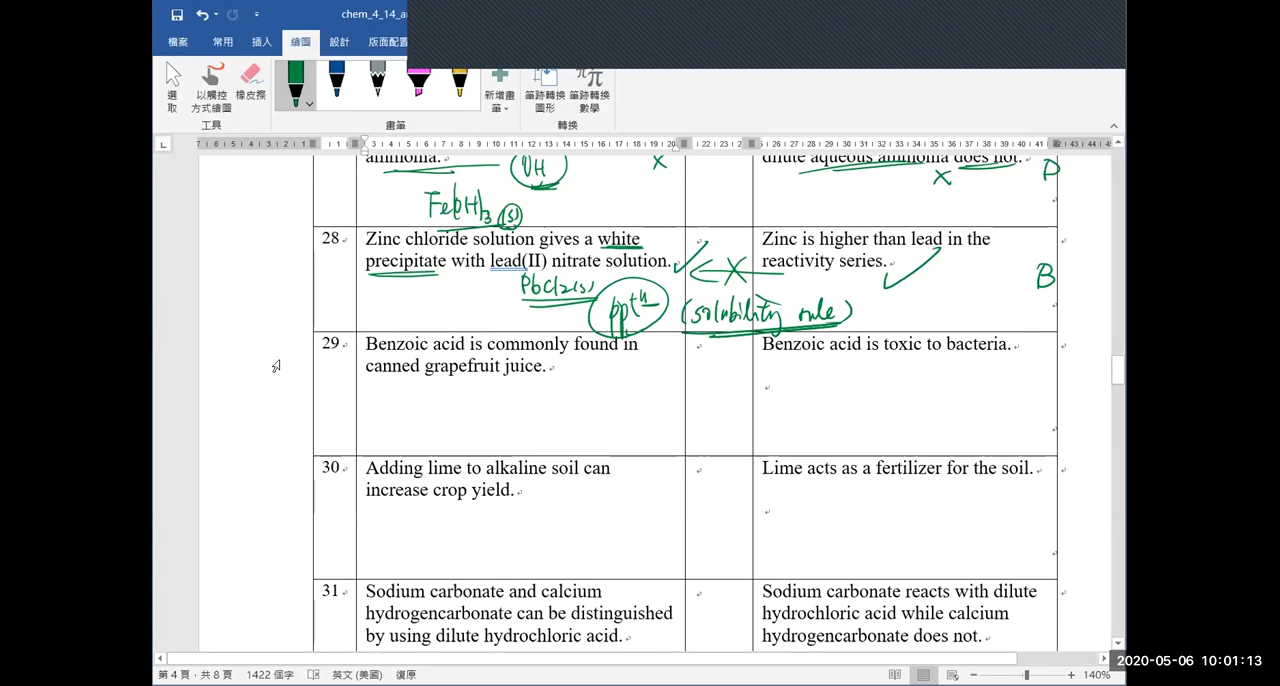 chem_4_14_a
檔案 常用 插入 繪圖 設計 版面配置
選取 以觸控方式繪圖 橡皮擦 新增畫筆 筆跡轉換圖形 筆跡轉換數學
工具 畫筆 轉換
ammonia. OH X dilute aqueous ammonia does not. X D
Fe(OH)3 (s)
28 Zinc chloride solution gives a white Zinc is higher than lead in the
precipitate with lead(II) nitrate solution. ✓ ← X reactivity series. ✓ B
PbCl2(s) ppt (solubility rule)
29 Benzoic acid is commonly found in Benzoic acid is toxic to bacteria.
canned grapefruit juice.
30 Adding lime to alkaline soil can Lime acts as a fertilizer for the soil.
increase crop yield.
31 Sodium carbonate and calcium Sodium carbonate reacts with dilute
hydrogencarbonate can be distinguished hydrochloric acid while calcium
by using dilute hydrochloric acid. hydrogencarbonate does not.
第 4 頁，共 8 頁 1422 個字 英文 (美國) 復原 140%
2020-05-06 10:01:13